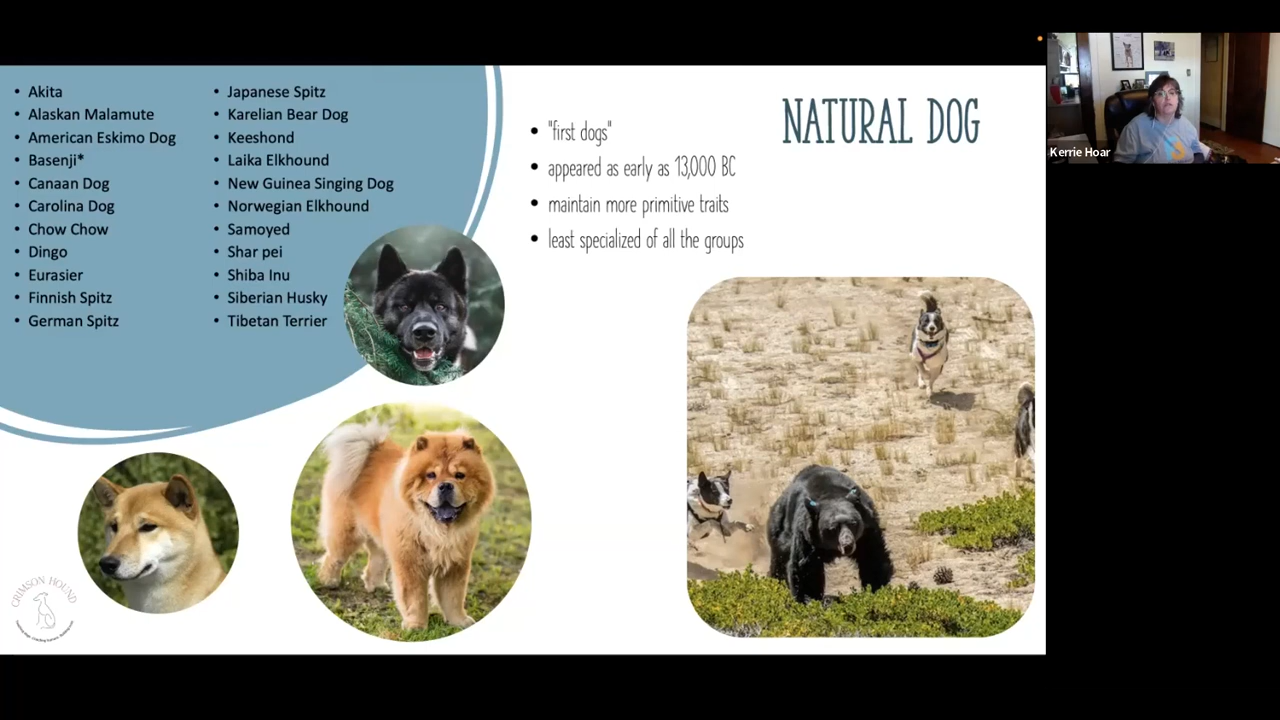 NATURAL DOG
• Akita
• Alaskan Malamute
• American Eskimo Dog
• Basenji*
• Canaan Dog
• Carolina Dog
• Chow Chow
• Dingo
• Eurasier
• Finnish Spitz
• German Spitz
• Japanese Spitz
• Karelian Bear Dog
• Keeshond
• Laika Elkhound
• New Guinea Singing Dog
• Norwegian Elkhound
• Samoyed
• Shar pei
• Shiba Inu
• Siberian Husky
• Tibetan Terrier
• "first dogs"
• appeared as early as 13,000 BC
• maintain more primitive traits
• least specialized of all the groups
Kerrie Hoar
CRIMSON HOUND